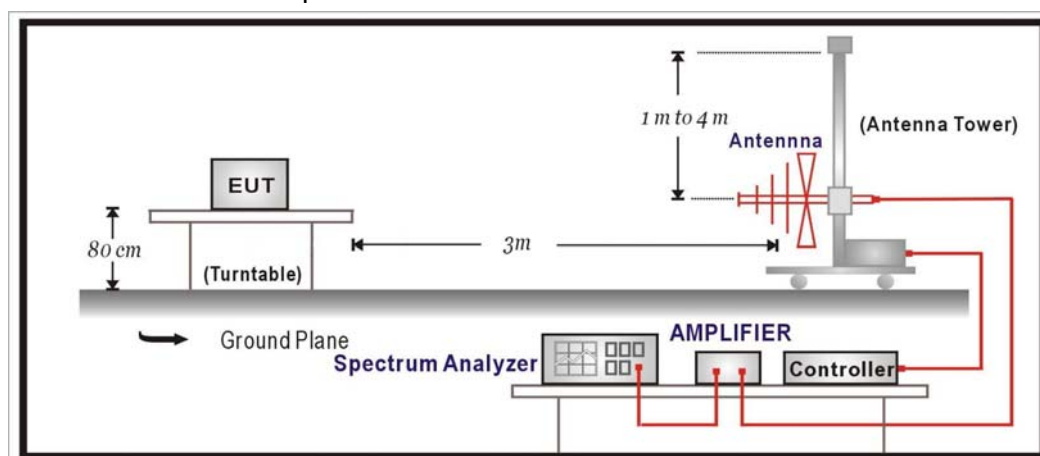 1 m to 4 m
(Antenna Tower)
Antennna
EUT
80 cm
3m
(Turntable)
Ground Plane
AMPLIFIER
Spectrum Analyzer
Controller